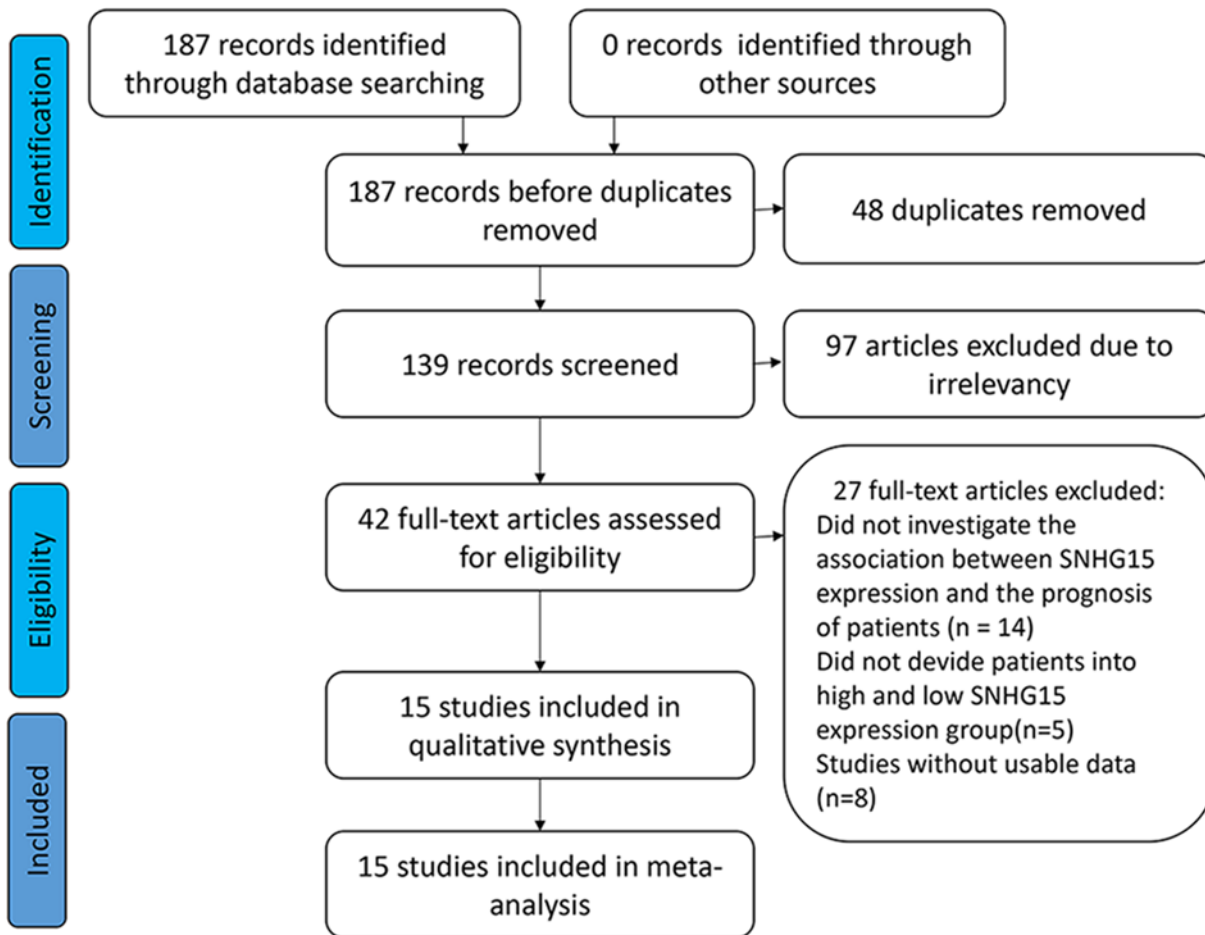 Identification
187 records identified
through database searching
0 records identified through
other sources
187 records before duplicates
removed
48 duplicates removed
Screening
139 records screened
97 articles excluded due to
irrelevancy
Eligibility
42 full-text articles assessed
for eligibility
27 full-text articles excluded:
Did not investigate the
association between SNHG15
expression and the prognosis
of patients (n = 14)
Did not devide patients into
high and low SNHG15
expression group(n=5)
Studies without usable data
(n=8)
15 studies included in
qualitative synthesis
Included
15 studies included in meta-
analysis